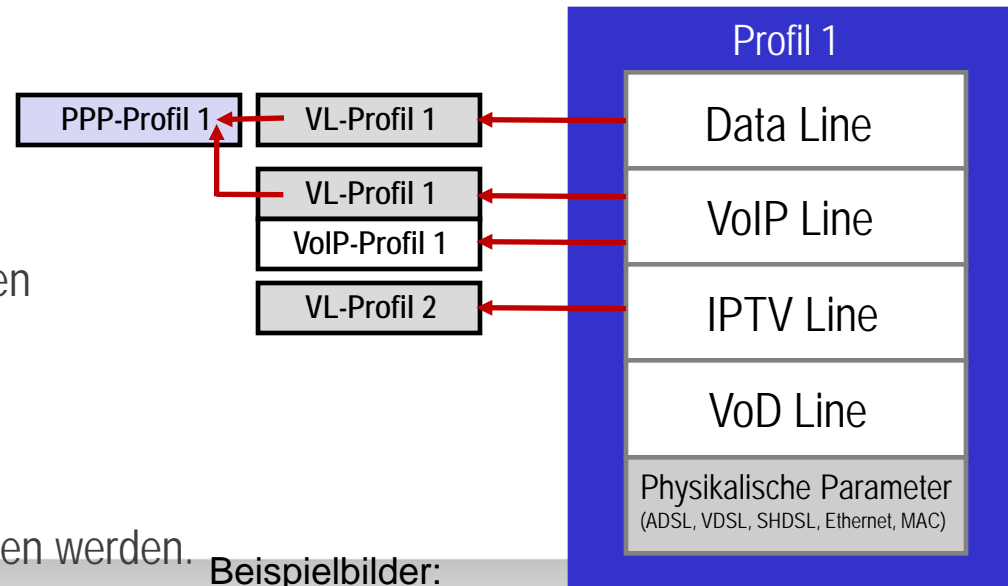 Profil 1
PPP-Profil 1
VL-Profil 1
Data Line
VL-Profil 1
VoIP-Profil 1
VoIP Line
en
VL-Profil 2
IPTV Line
VoD Line
Physikalische Parameter
(ADSL, VDSL, SHDSL, Ethernet, MAC)
en werden.
Beispielbilder: